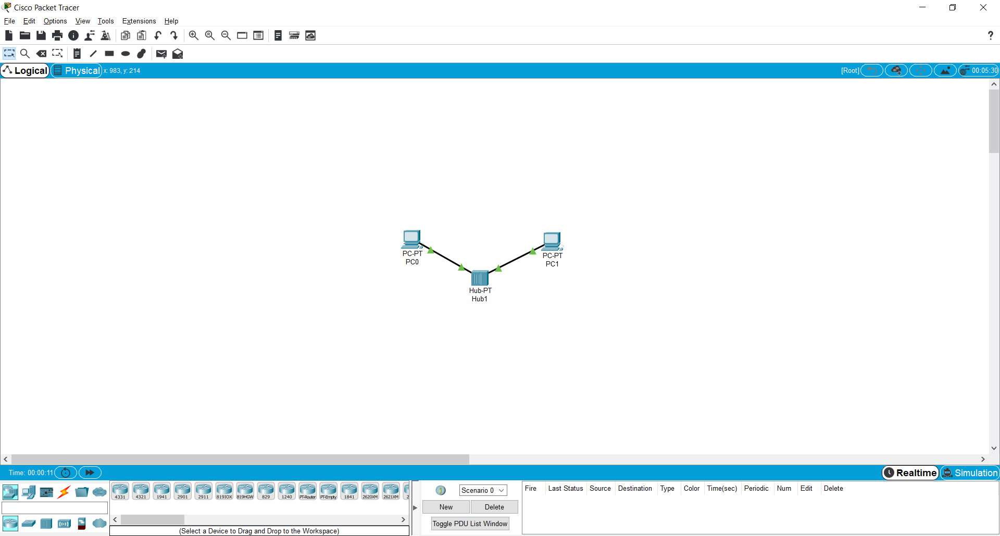 Cisco Packet Tracer
File Edit Options View Tools Extensions Help
R
?
Logical Physical x: 983, y: 214 [Root] 00:05:30
PC-PT
PC0
PC-PT
PC1
Hub-PT
Hub1
Time: 00:00:11 Realtime Simulation
4331 4321 1941 2901 2911 819IOX 819HGW 829 1240 PT-Router PT-Empty 1841 2620XM 2621XM 2
(Select a Device to Drag and Drop to the Workspace)
Scenario 0
New Delete
Toggle PDU List Window
Fire Last Status Source Destination Type Color Time(sec) Periodic Num Edit Delete